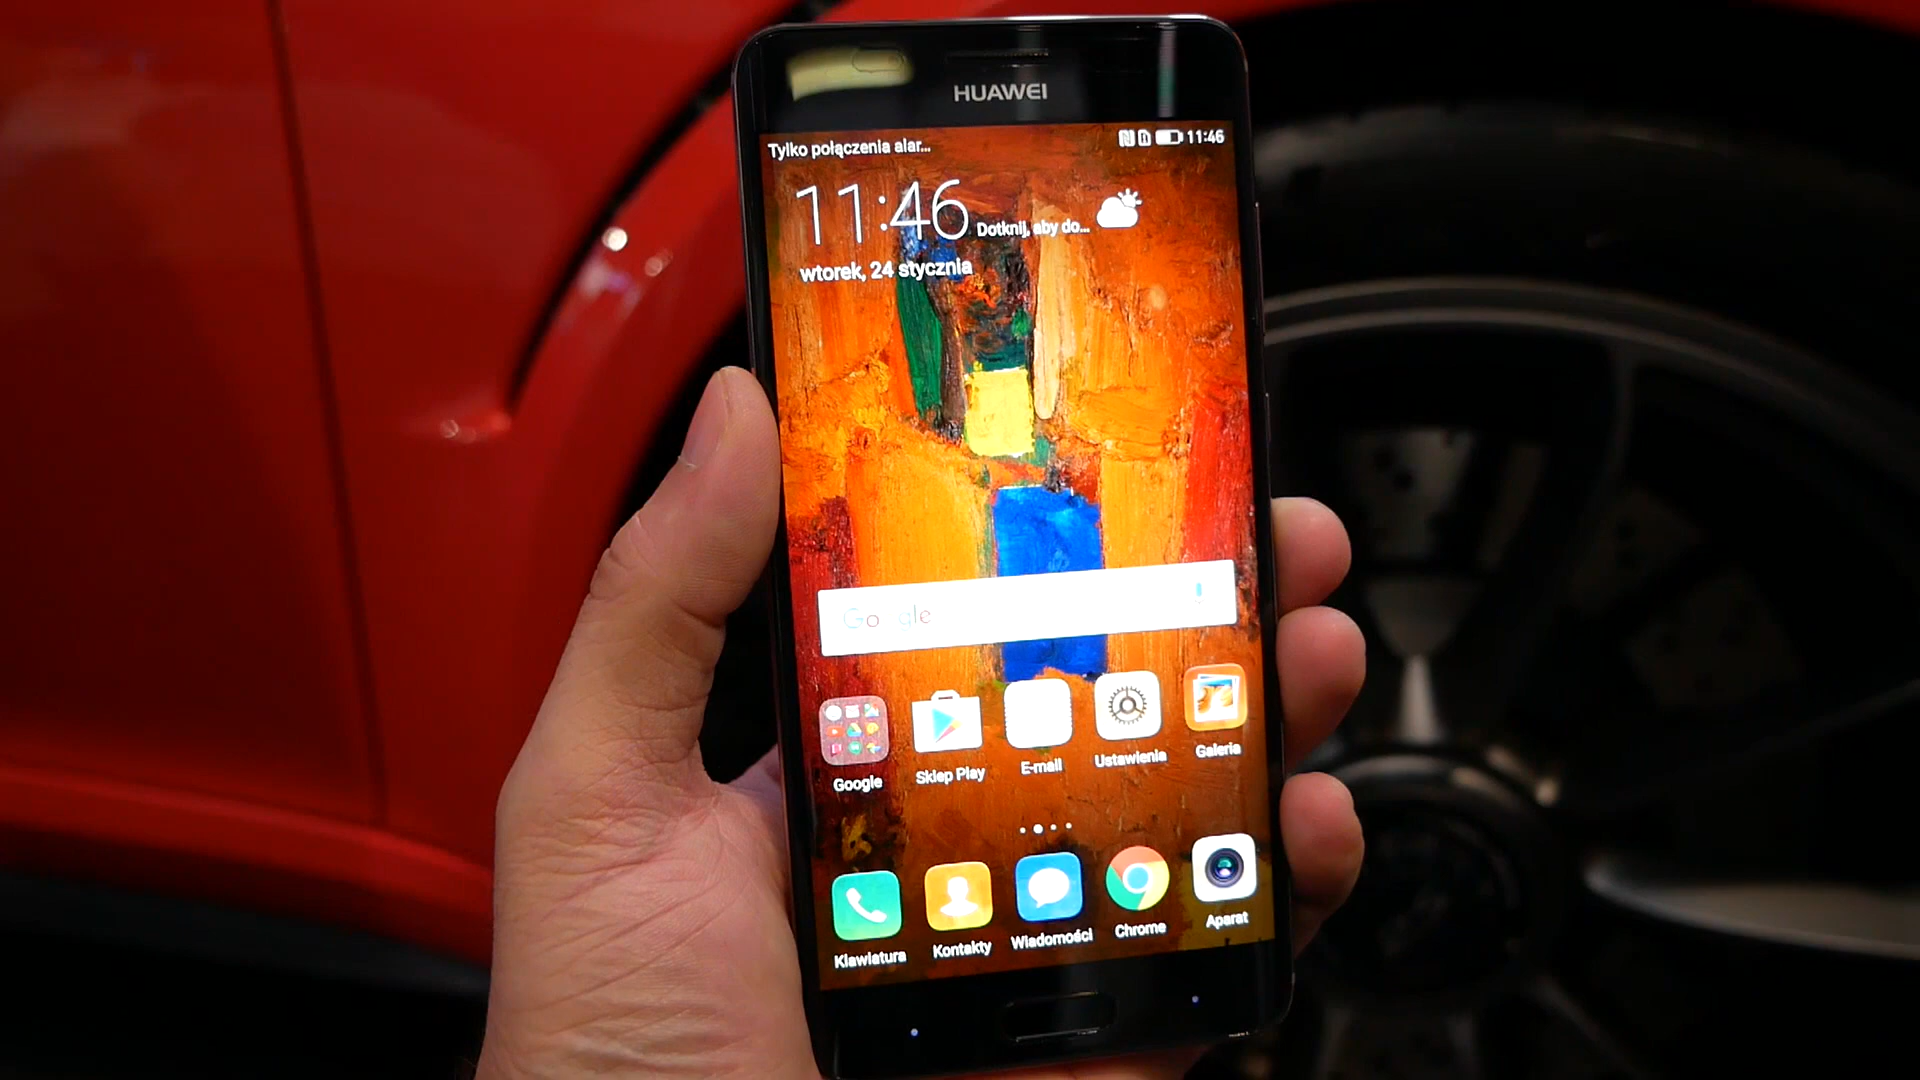 HUAWEI
Tylko połączenia alar... 11:46
11:46 Dotknij, aby do...
wtorek, 24 stycznia
Google
Google Sklep Play E-mail Ustawienia Galeria
Klawiatura Kontakty Wiadomości Chrome Aparat